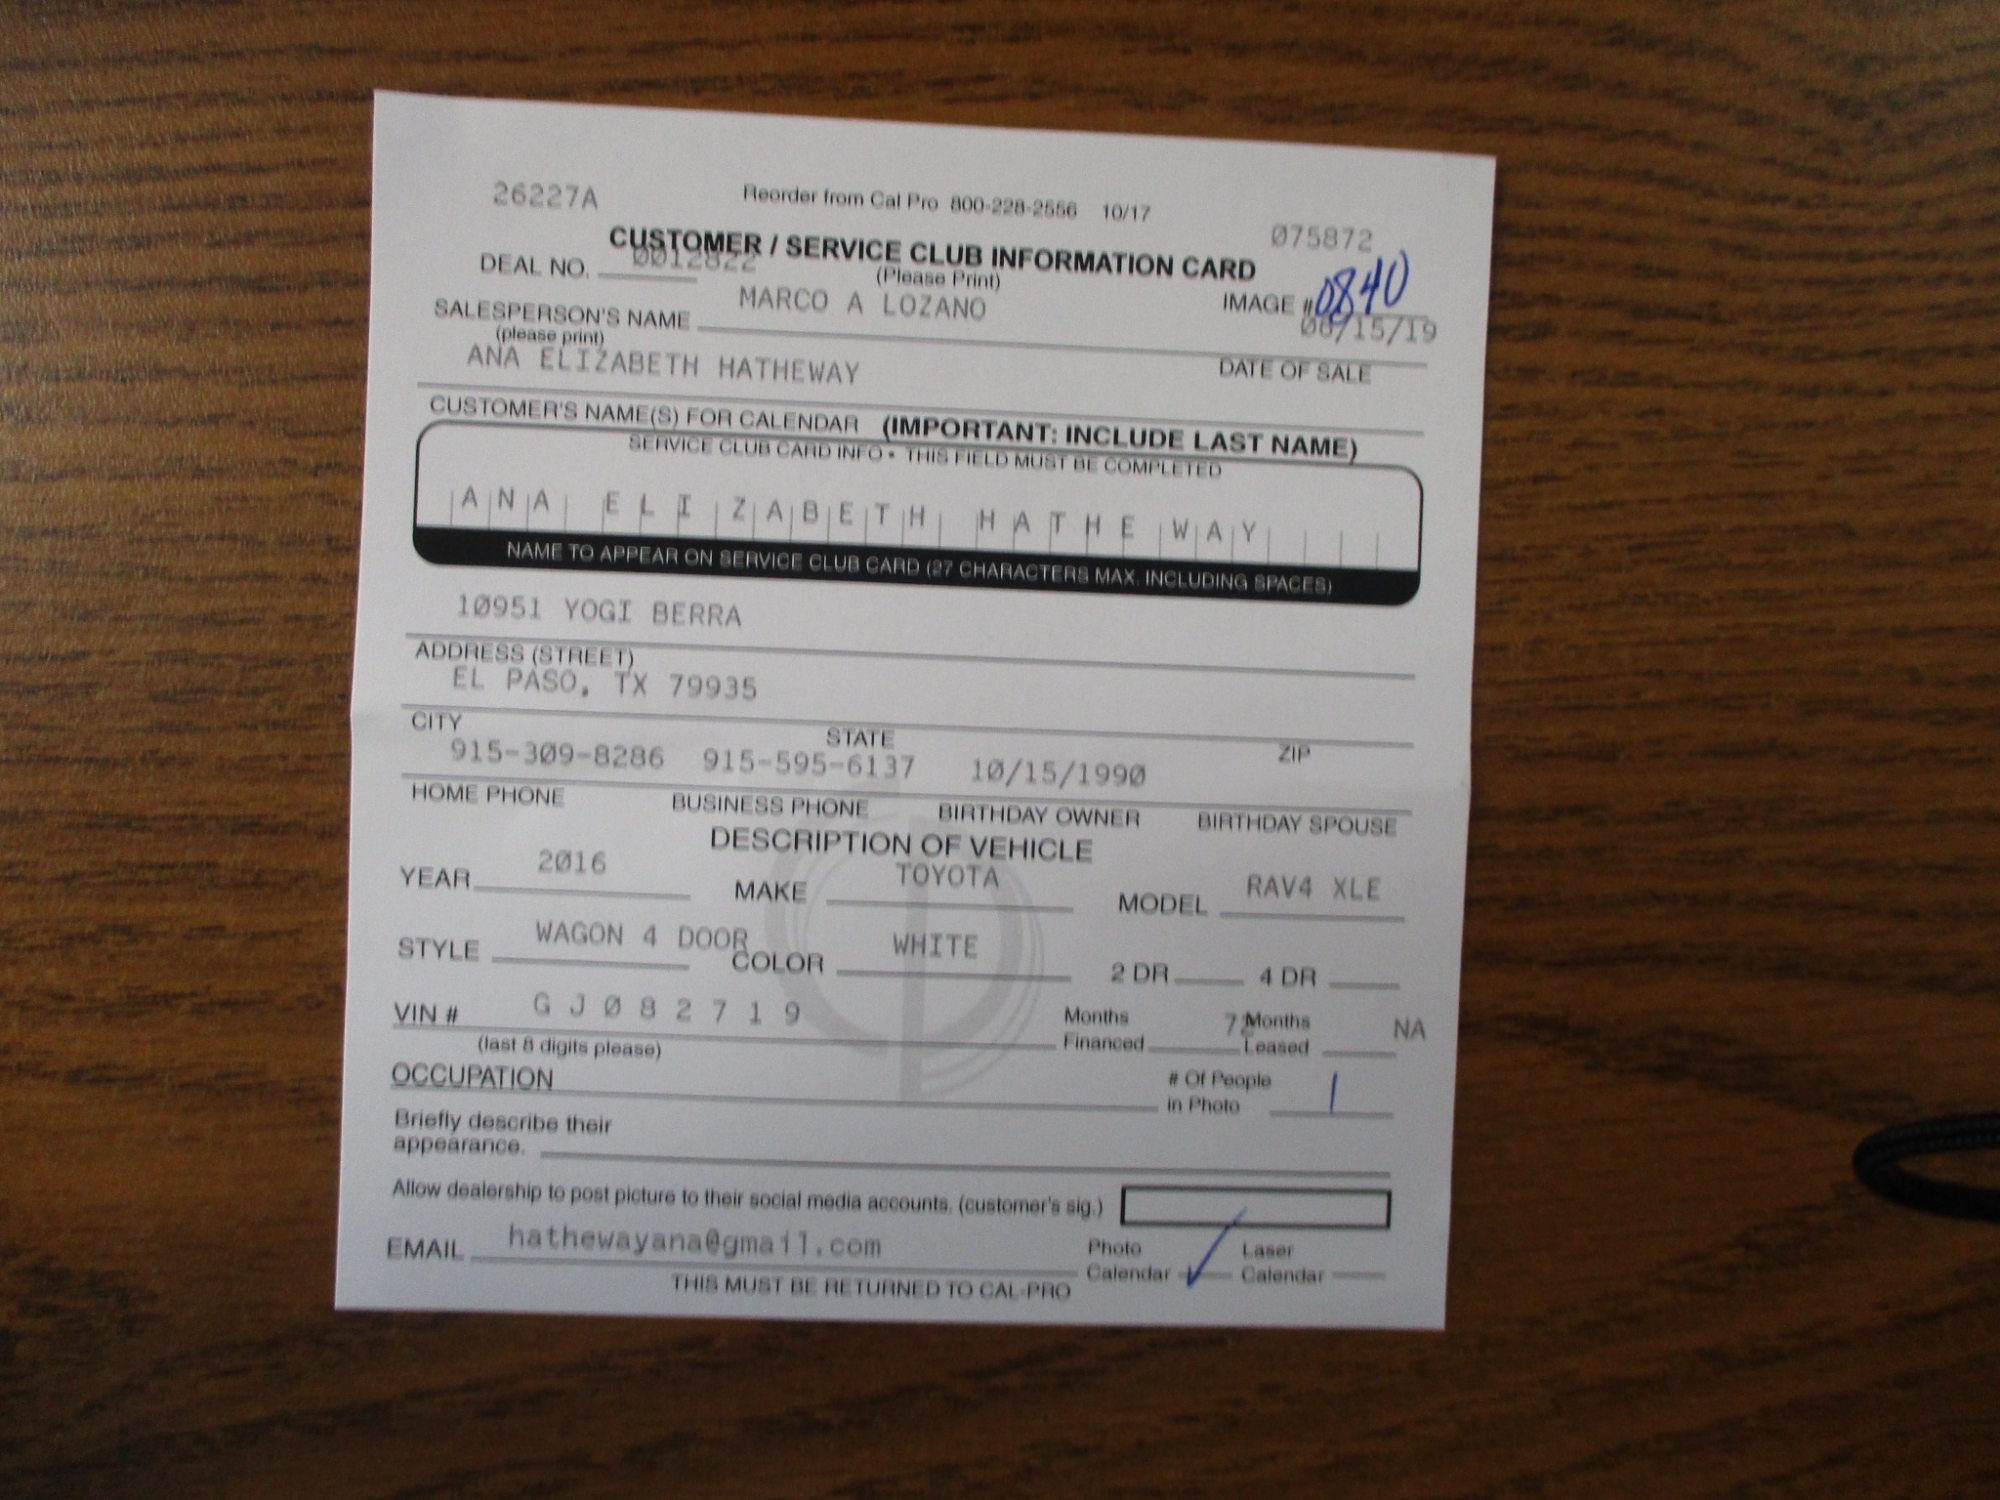 26227A Reorder from Cal Pro 800-228-2556 10/17
075872
CUSTOMER / SERVICE CLUB INFORMATION CARD
DEAL NO. 0012822 (Please Print)
IMAGE # 0840
SALESPERSON'S NAME MARCO A LOZANO
(please print)
06/15/19
DATE OF SALE
ANA ELIZABETH HATHEWAY
CUSTOMER'S NAME(S) FOR CALENDAR (IMPORTANT: INCLUDE LAST NAME)
SERVICE CLUB CARD INFO • THIS FIELD MUST BE COMPLETED
ANA ELIZABETH HATHEWAY
NAME TO APPEAR ON SERVICE CLUB CARD (27 CHARACTERS MAX. INCLUDING SPACES)
10951 YOGI BERRA
ADDRESS (STREET)
EL PASO, TX 79935
CITY STATE ZIP
915-309-8286 915-595-6137 10/15/1990
HOME PHONE BUSINESS PHONE BIRTHDAY OWNER BIRTHDAY SPOUSE
DESCRIPTION OF VEHICLE
YEAR 2016 MAKE TOYOTA MODEL RAV4 XLE
STYLE WAGON 4 DOOR COLOR WHITE 2 DR 4 DR
VIN # G J 0 8 2 7 1 9 Months Financed 72 Months Leased NA
(last 8 digits please)
OCCUPATION # Of People in Photo 1
Briefly describe their
appearance.
Allow dealership to post picture to their social media accounts. (customer's sig.)
EMAIL hathewayana@gmail.com Photo Calendar ✓ Laser Calendar
THIS MUST BE RETURNED TO CAL-PRO